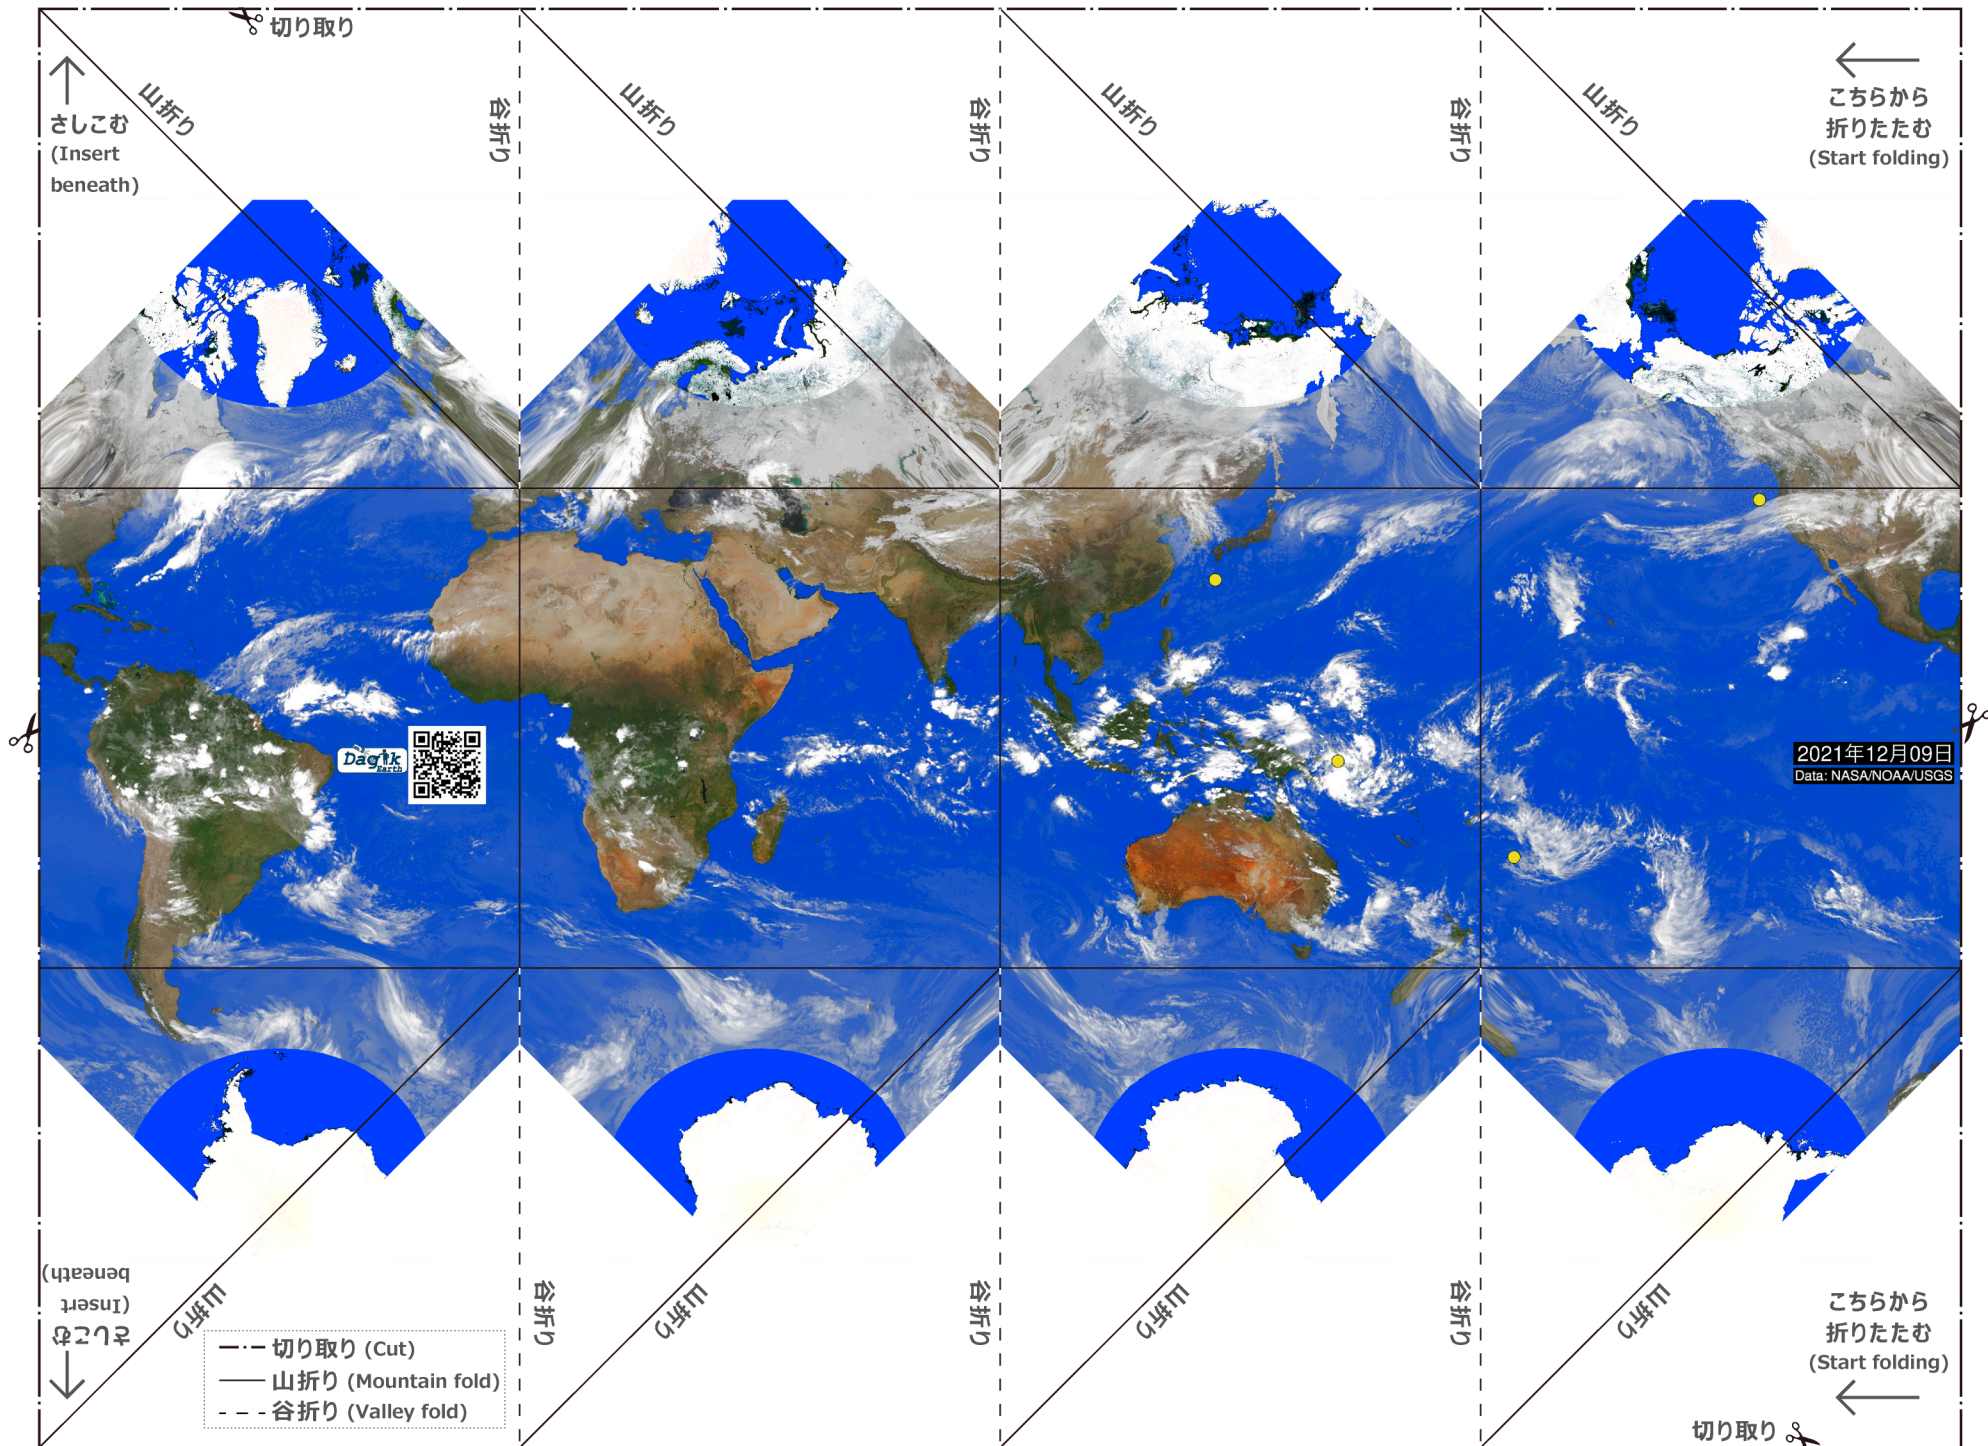 切り取り
さしこむ
(Insert
beneath)
山折り
谷折り
山折り
谷折り
山折り
谷折り
山折り
こちらから
折りたたむ
(Start folding)
Dagik
Earth
2021年12月09日
Data: NASA/NOAA/USGS
さしこむ
(Insert
beneath)
山折り
谷折り
山折り
谷折り
山折り
谷折り
山折り
こちらから
折りたたむ
(Start folding)
切り取り (Cut)
山折り (Mountain fold)
谷折り (Valley fold)
切り取り